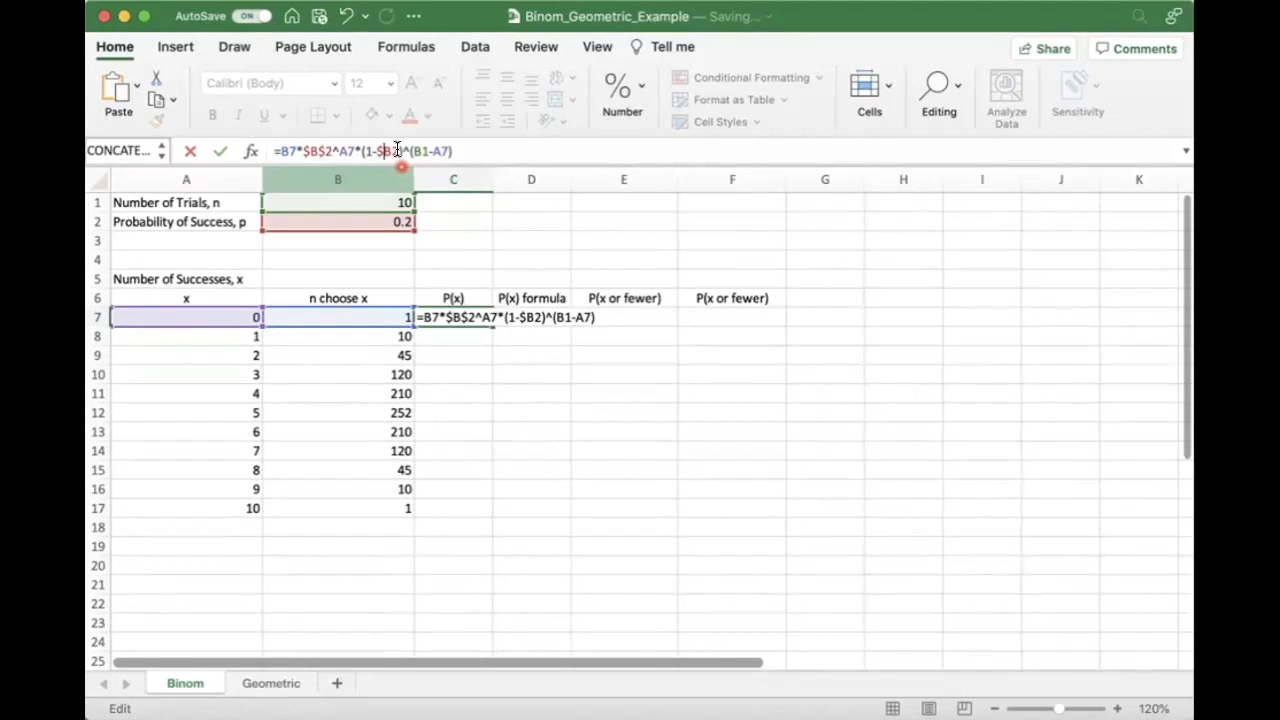 AutoSave ON Binom_Geometric_Example — Saving...
Home Insert Draw Page Layout Formulas Data Review View Tell me Share Comments
Calibri (Body) 12 Conditional Formatting
Format as Table
Cell Styles
Paste B I U A % Number Cells Editing Analyze Data Sensitivity
CONCATE... fx =B7*$B$2^A7*(1-$B2)^(B1-A7)
A B C D E F G H I J K
1 Number of Trials, n 10
2 Probability of Success, p 0.2
3
4
5 Number of Successes, x
6 x n choose x P(x) P(x) formula P(x or fewer) P(x or fewer)
7 0 1 =B7*$B$2^A7*(1-$B2)^(B1-A7)
8 1 10
9 2 45
10 3 120
11 4 210
12 5 252
13 6 210
14 7 120
15 8 45
16 9 10
17 10 1
18
19
20
21
22
23
24
25
Binom Geometric +
Edit 120%